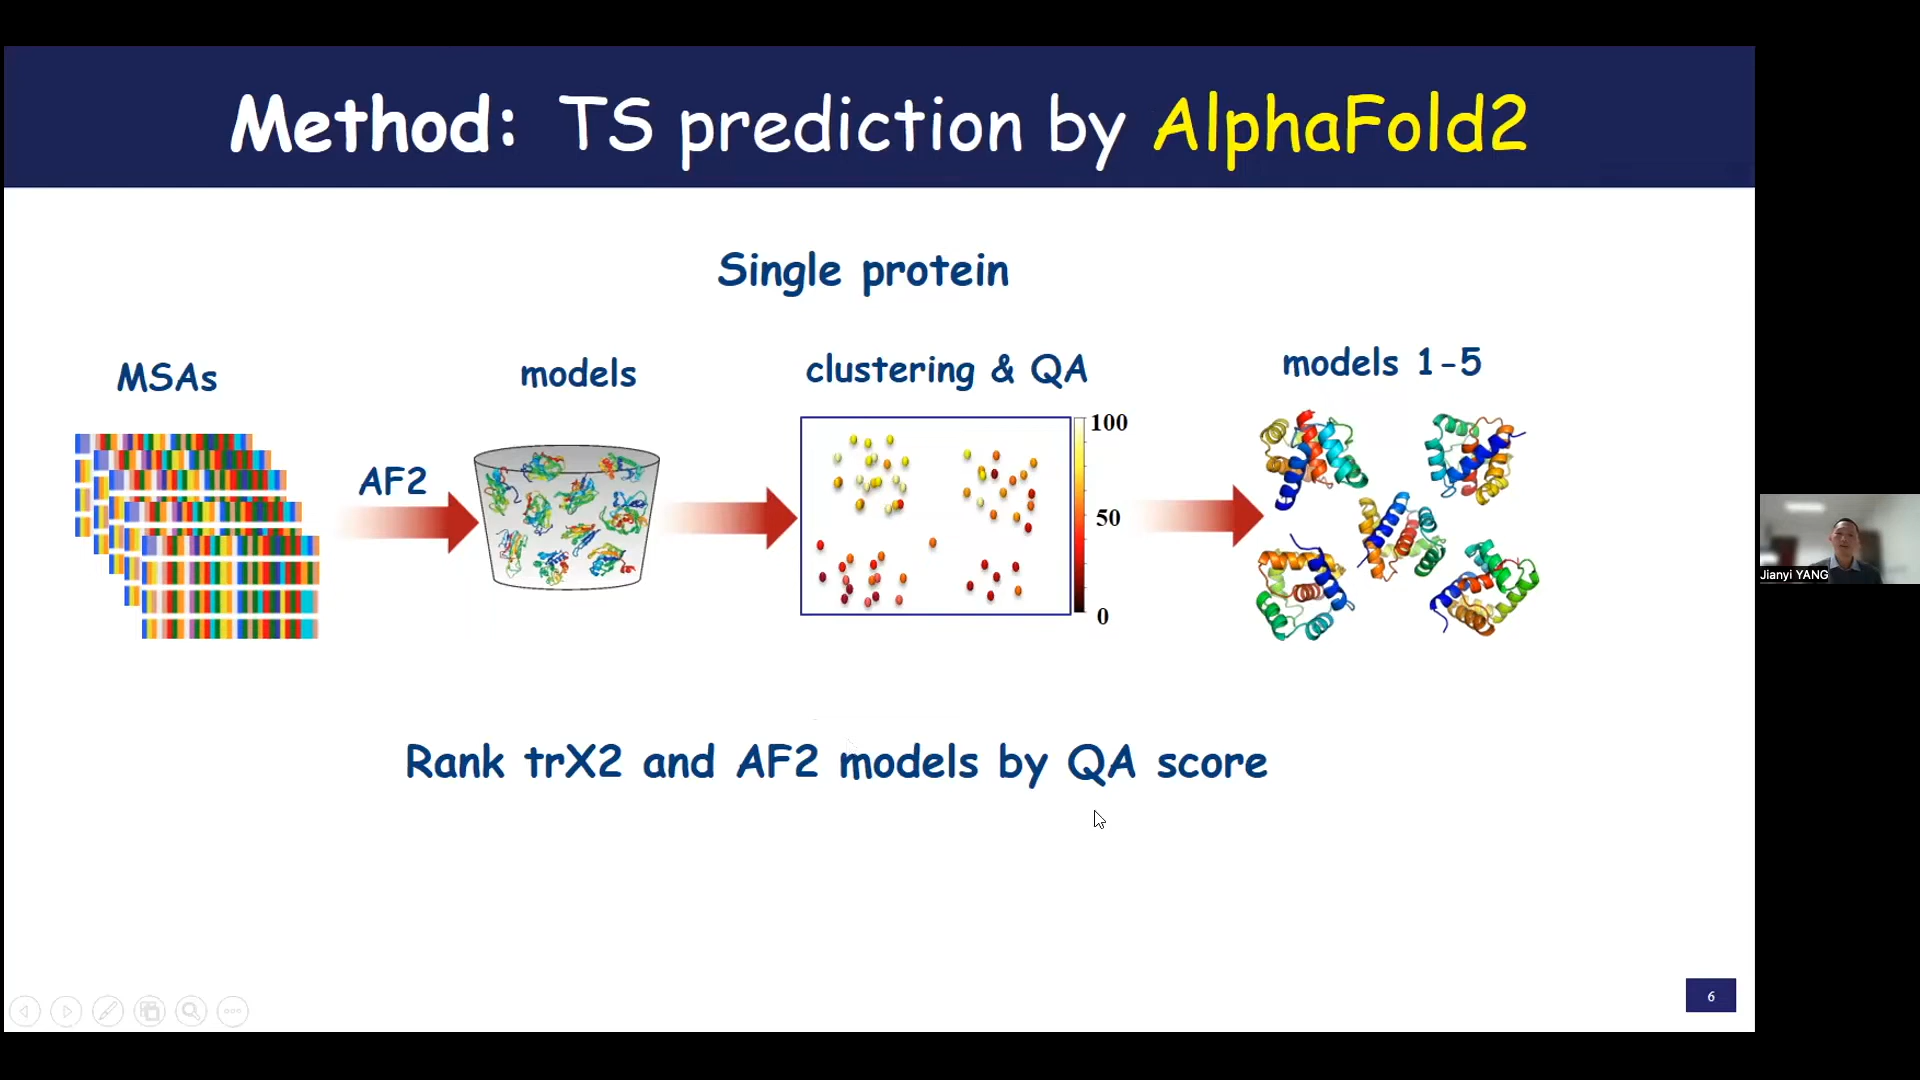 Method: TS prediction by AlphaFold2
Single protein
MSAs
models
clustering & QA
models 1-5
AF2
100
50
0
Jianyi YANG
Rank trX2 and AF2 models by QA score
6